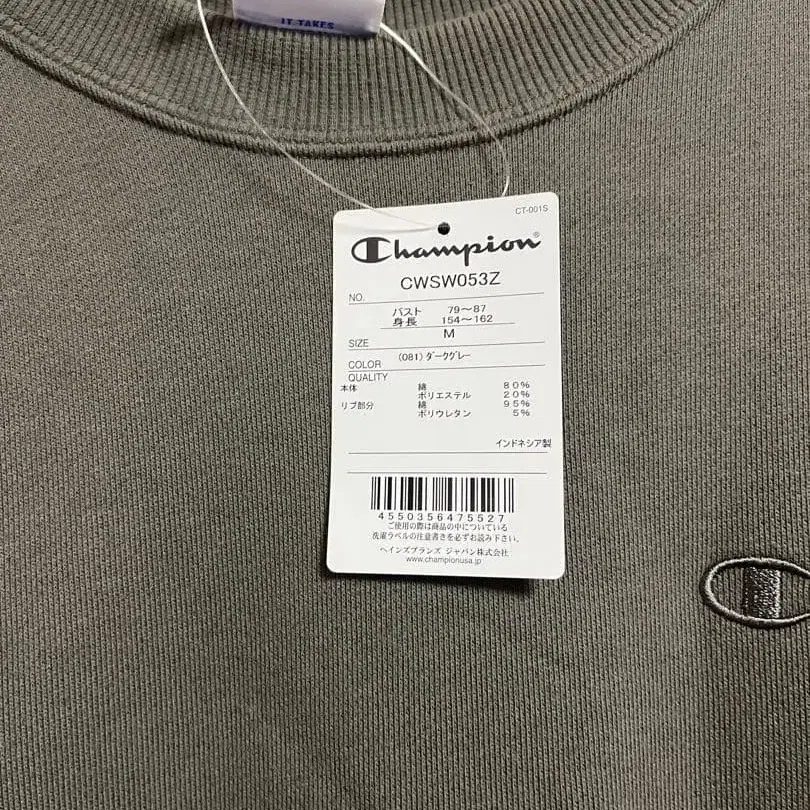 IT TAKES
CT-001S
Champion®
CWSW053Z
NO.
バスト 79～87
身長 154～162
M
SIZE
(081)ダークグレー
COLOR
QUALITY
本体 綿 80%
ポリエステル 20%
リブ部分 綿 95%
ポリウレタン 5%
インドネシア製
4550356475527
ご使用の際は商品の中についている
洗濯ラベルの注意書きを必ずお読み下さい。
ヘインズブランズ ジャパン株式会社
www.championusa.jp